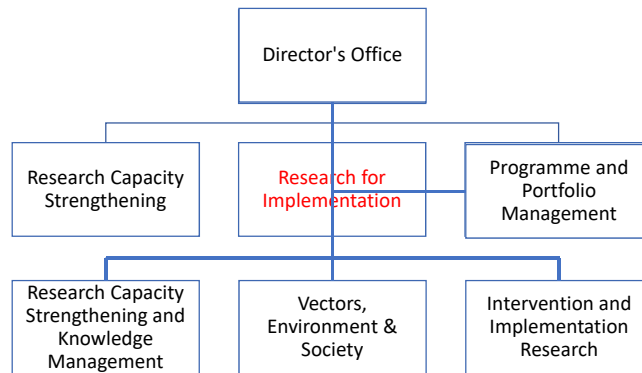 Director's Office
Research Capacity
Strengthening
Research for
Implementation
Programme and
Portfolio
Management
Research Capacity
Strengthening and
Knowledge
Management
Vectors,
Environment &
Society
Intervention and
Implementation
Research